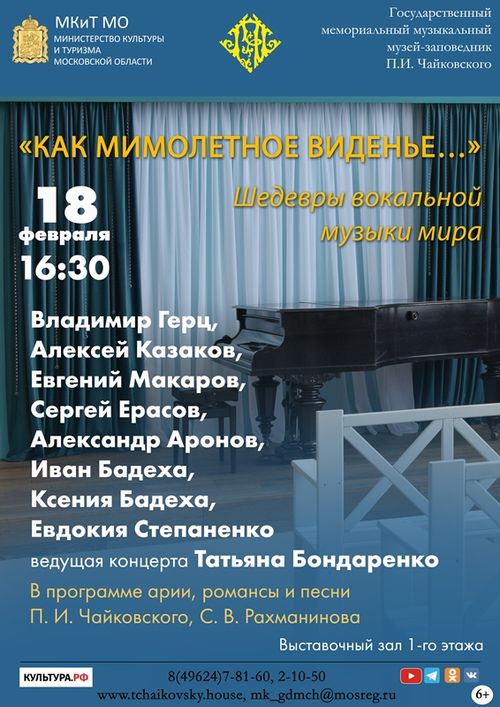 МКиТ МО
МИНИСТЕРСТВО КУЛЬТУРЫ
И ТУРИЗМА
МОСКОВСКОЙ ОБЛАСТИ
Государственный
мемориальный музыкальный
музей-заповедник
П.И. Чайковского
«КАК МИМОЛЕТНОЕ ВИДЕНЬЕ...»
18
февраля
16:30
Шедевры вокальной
музыки мира
Владимир Герц,
Алексей Казаков,
Евгений Макаров,
Сергей Ерасов,
Александр Аронов,
Иван Бадеха,
Ксения Бадеха,
Евдокия Степаненко
ведущая концерта Татьяна Бондаренко
В программе арии, романсы и песни
П. И. Чайковского, С. В. Рахманинова
Выставочный зал 1-го этажа
КУЛЬТУРА.РФ
8(49624)7-81-60, 2-10-50
www.tchaikovsky.house, mk_gdmch@mosreg.ru
6+